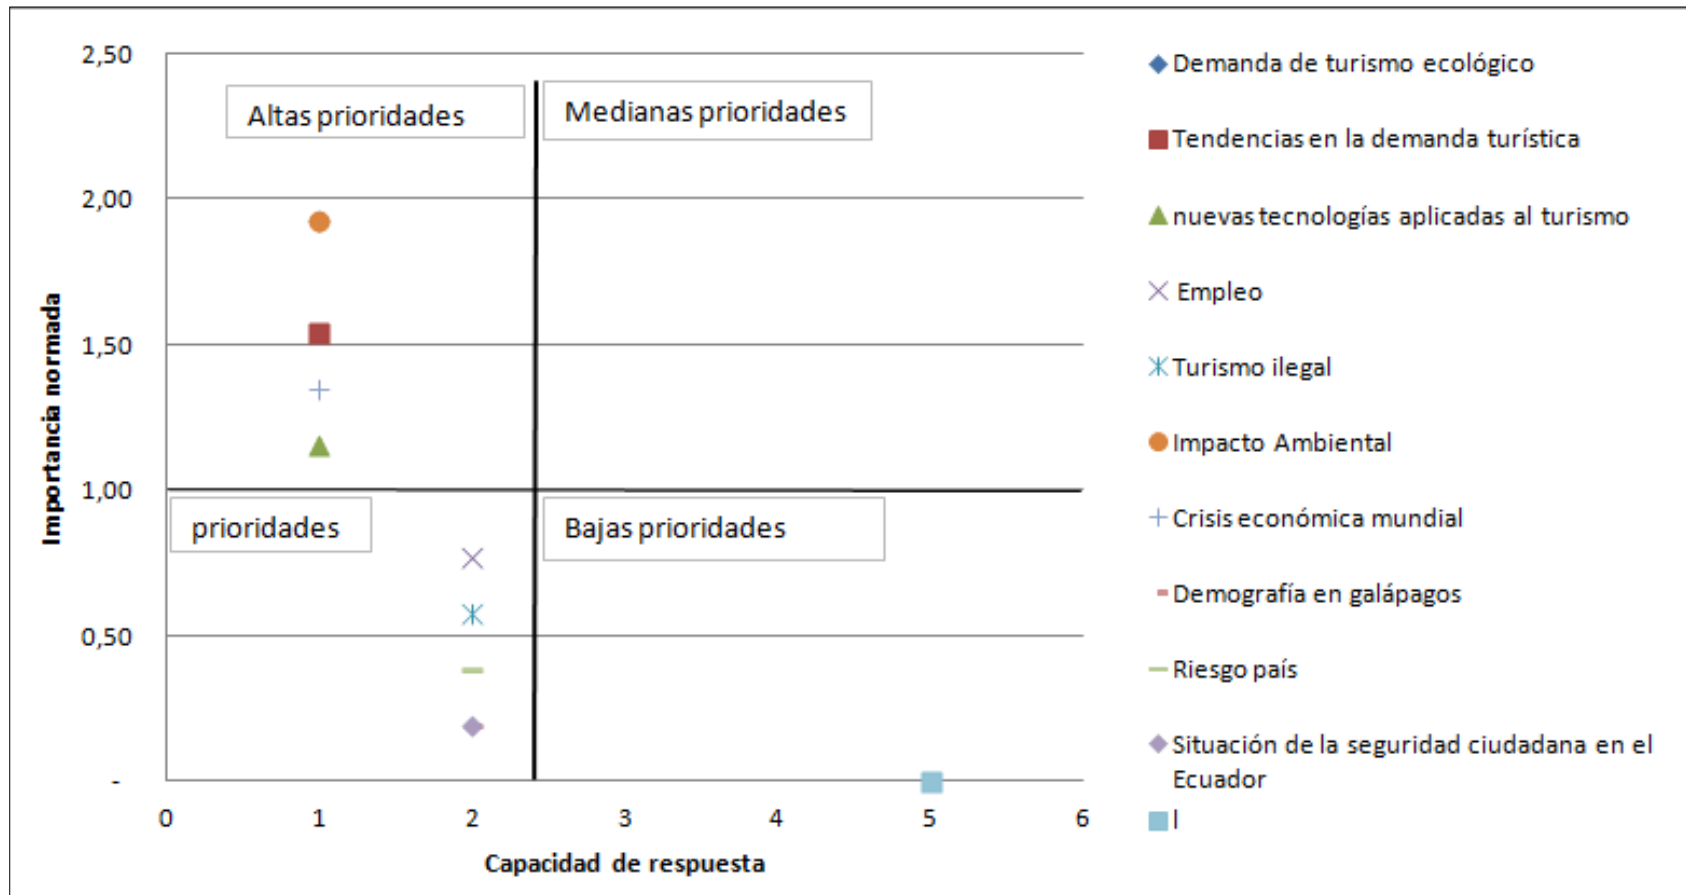 2,50
Altas prioridades
Medianas prioridades
2,00
1,50
1,00
prioridades
Bajas prioridades
0,50
-
0 1 2 3 4 5 6
Capacidad de respuesta
Importancia normada
Demanda de turismo ecológico
Tendencias en la demanda turística
nuevas tecnologías aplicadas al turismo
Empleo
Turismo ilegal
Impacto Ambiental
Crisis económica mundial
Demografía en galápagos
Riesgo país
Situación de la seguridad ciudadana en el
Ecuador
l